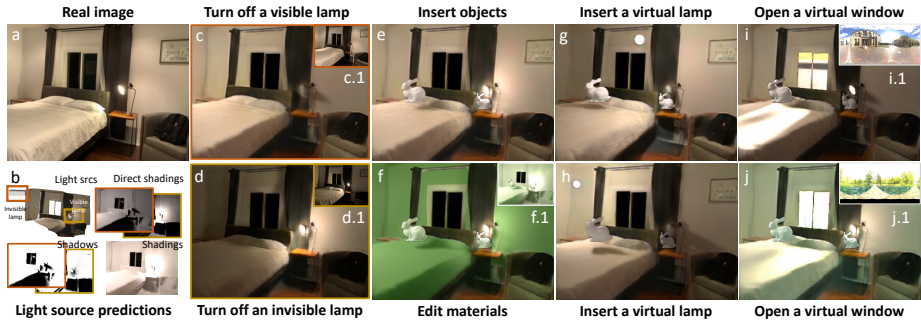 Real image
Turn off a visible lamp
Insert objects
Insert a virtual lamp
Open a virtual window
a
c
c.1
e
g
i
i.1
b
Light srcs
Direct shadings
Invisible
lamp
Visible
lamp
Shadows
Shadings
d
d.1
f
f.1
h
j
j.1
Light source predictions
Turn off an invisible lamp
Edit materials
Insert a virtual lamp
Open a virtual window